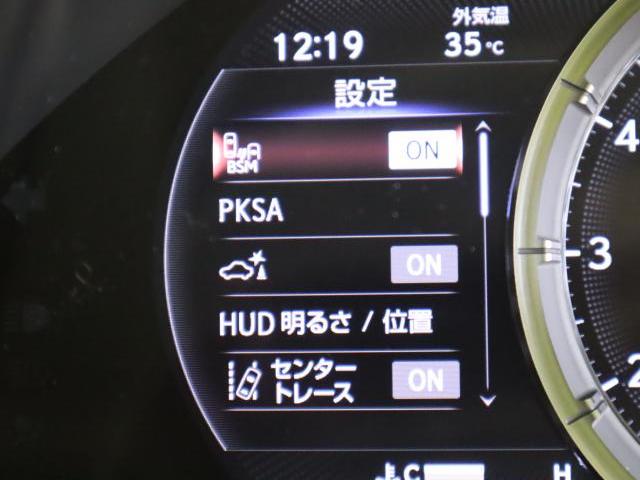 外気温
12:19 35℃
設定
BSM ON
PKSA
ON
HUD 明るさ / 位置
センター
トレース ON
4
3
2
C H